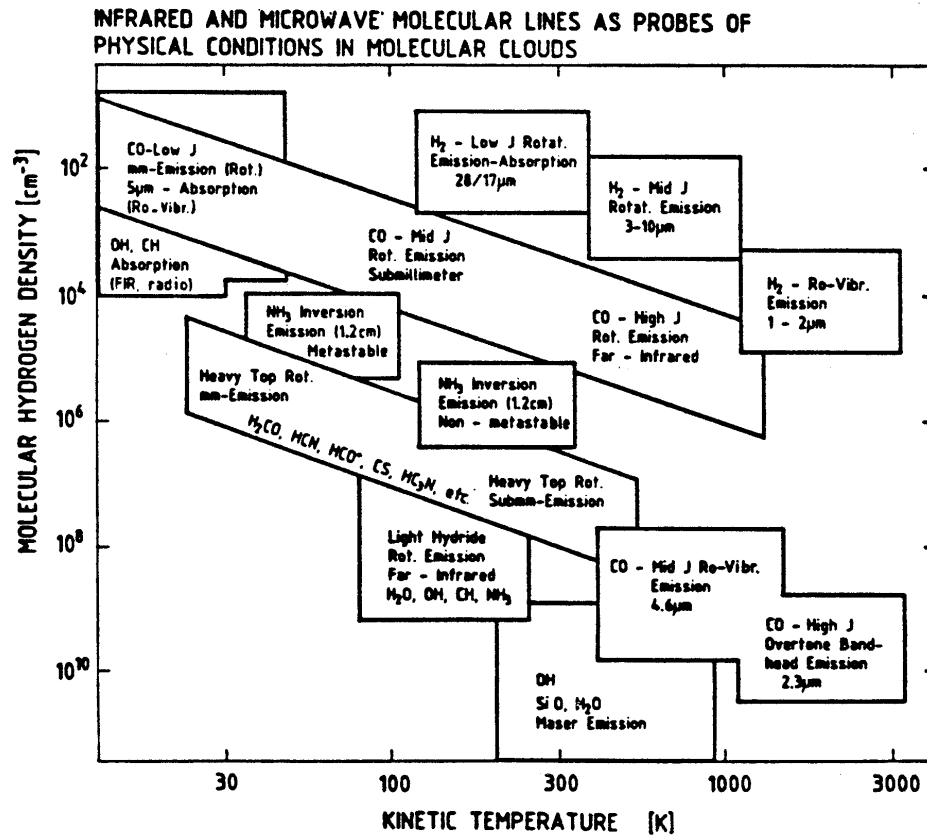 INFRARED AND MICROWAVE MOLECULAR LINES AS PROBES OF
PHYSICAL CONDITIONS IN MOLECULAR CLOUDS
MOLECULAR HYDROGEN DENSITY [cm⁻³]
10²
10⁴
10⁶
10⁸
10¹⁰
CO-Low J
mm-Emission (Rot.)
5µm - Absorption
(Ro-Vibr.)
H₂ - Low J Rotat.
Emission-Absorption
28/17µm
H₂ - Mid J
Rotat. Emission
3-10µm
OH, CH
Absorption
(FIR, radio)
CO - Mid J
Rot. Emission
Submillimeter
H₂ - Ro-Vibr.
Emission
1 - 2µm
NH₃ Inversion
Emission (1.2cm)
Metastable
CO - High J
Rot. Emission
Far - Infrared
Heavy Top Rot.
mm-Emission
NH₃ Inversion
Emission (1.2cm)
Non - metastable
H₂CO, HCN, HCO⁺, CS, HC₃N, etc.
Heavy Top Rot.
Submm-Emission
Light Hydride
Rot. Emission
Far - Infrared
H₂O, OH, CH, NH₃
CO - Mid J Ro-Vibr.
Emission
4.6µm
CO - High J
Overtone Band-
head Emission
2.3µm
OH
SiO, H₂O
Maser Emission
30
100
300
1000
3000
KINETIC TEMPERATURE [K]